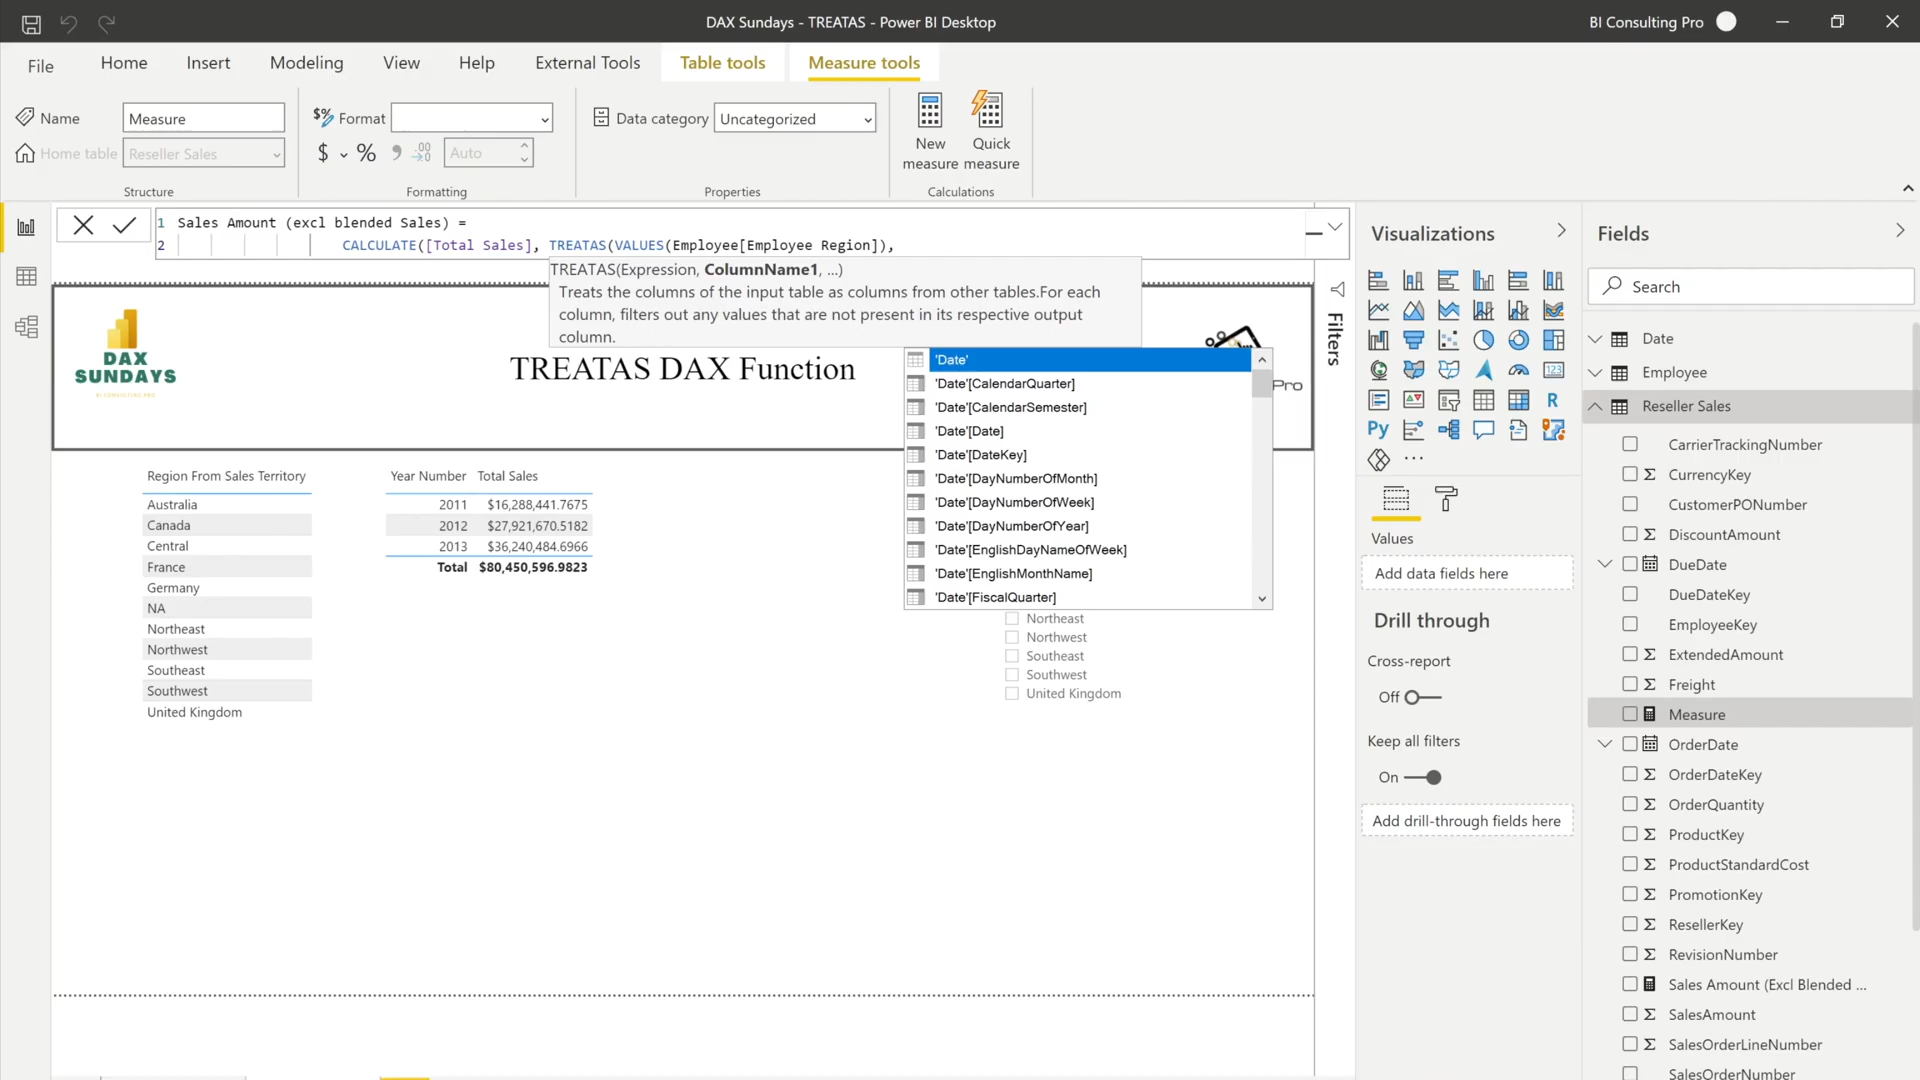 DAX Sundays - TREATAS - Power BI Desktop
BI Consulting Pro
File Home Insert Modeling View Help External Tools Table tools Measure tools
Name Measure
Home table Reseller Sales
Structure
Format
$ % Auto
Formatting
Data category Uncategorized
Properties
New measure
Quick measure
Calculations
1 Sales Amount (excl blended Sales) =
2 CALCULATE([Total Sales], TREATAS(VALUES(Employee[Employee Region]),
TREATAS(Expression, ColumnName1, ...)
Treats the columns of the input table as columns from other tables.For each
column, filters out any values that are not present in its respective output
column.
DAX
SUNDAYS
BI CONSULTING PRO
TREATAS DAX Function
Pro
'Date'
'Date'[CalendarQuarter]
'Date'[CalendarSemester]
'Date'[Date]
'Date'[DateKey]
'Date'[DayNumberOfMonth]
'Date'[DayNumberOfWeek]
'Date'[DayNumberOfYear]
'Date'[EnglishDayNameOfWeek]
'Date'[EnglishMonthName]
'Date'[FiscalQuarter]
Region From Sales Territory
Australia
Canada
Central
France
Germany
NA
Northeast
Northwest
Southeast
Southwest
United Kingdom
Year Number Total Sales
2011 $16,288,441.7675
2012 $27,921,670.5182
2013 $36,240,484.6966
Total $80,450,596.9823
Northeast
Northwest
Southeast
Southwest
United Kingdom
Filters
Visualizations
123
R
Py
...
Values
Add data fields here
Drill through
Cross-report
Off
Keep all filters
On
Add drill-through fields here
Fields
Search
Date
Employee
Reseller Sales
CarrierTrackingNumber
CurrencyKey
CustomerPONumber
DiscountAmount
DueDate
DueDateKey
EmployeeKey
ExtendedAmount
Freight
Measure
OrderDate
OrderDateKey
OrderQuantity
ProductKey
ProductStandardCost
PromotionKey
ResellerKey
RevisionNumber
Sales Amount (Excl Blended ...
SalesAmount
SalesOrderLineNumber
SalesOrderNumber